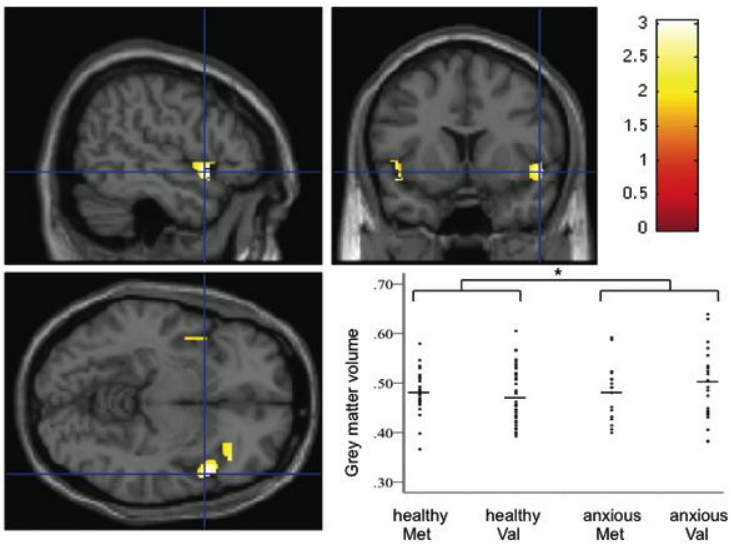 3
2.5
2
1.5
1
0.5
0
*
.70
.60
.50
.40
.30
Grey matter volume
healthy Met
healthy Val
anxious Met
anxious Val